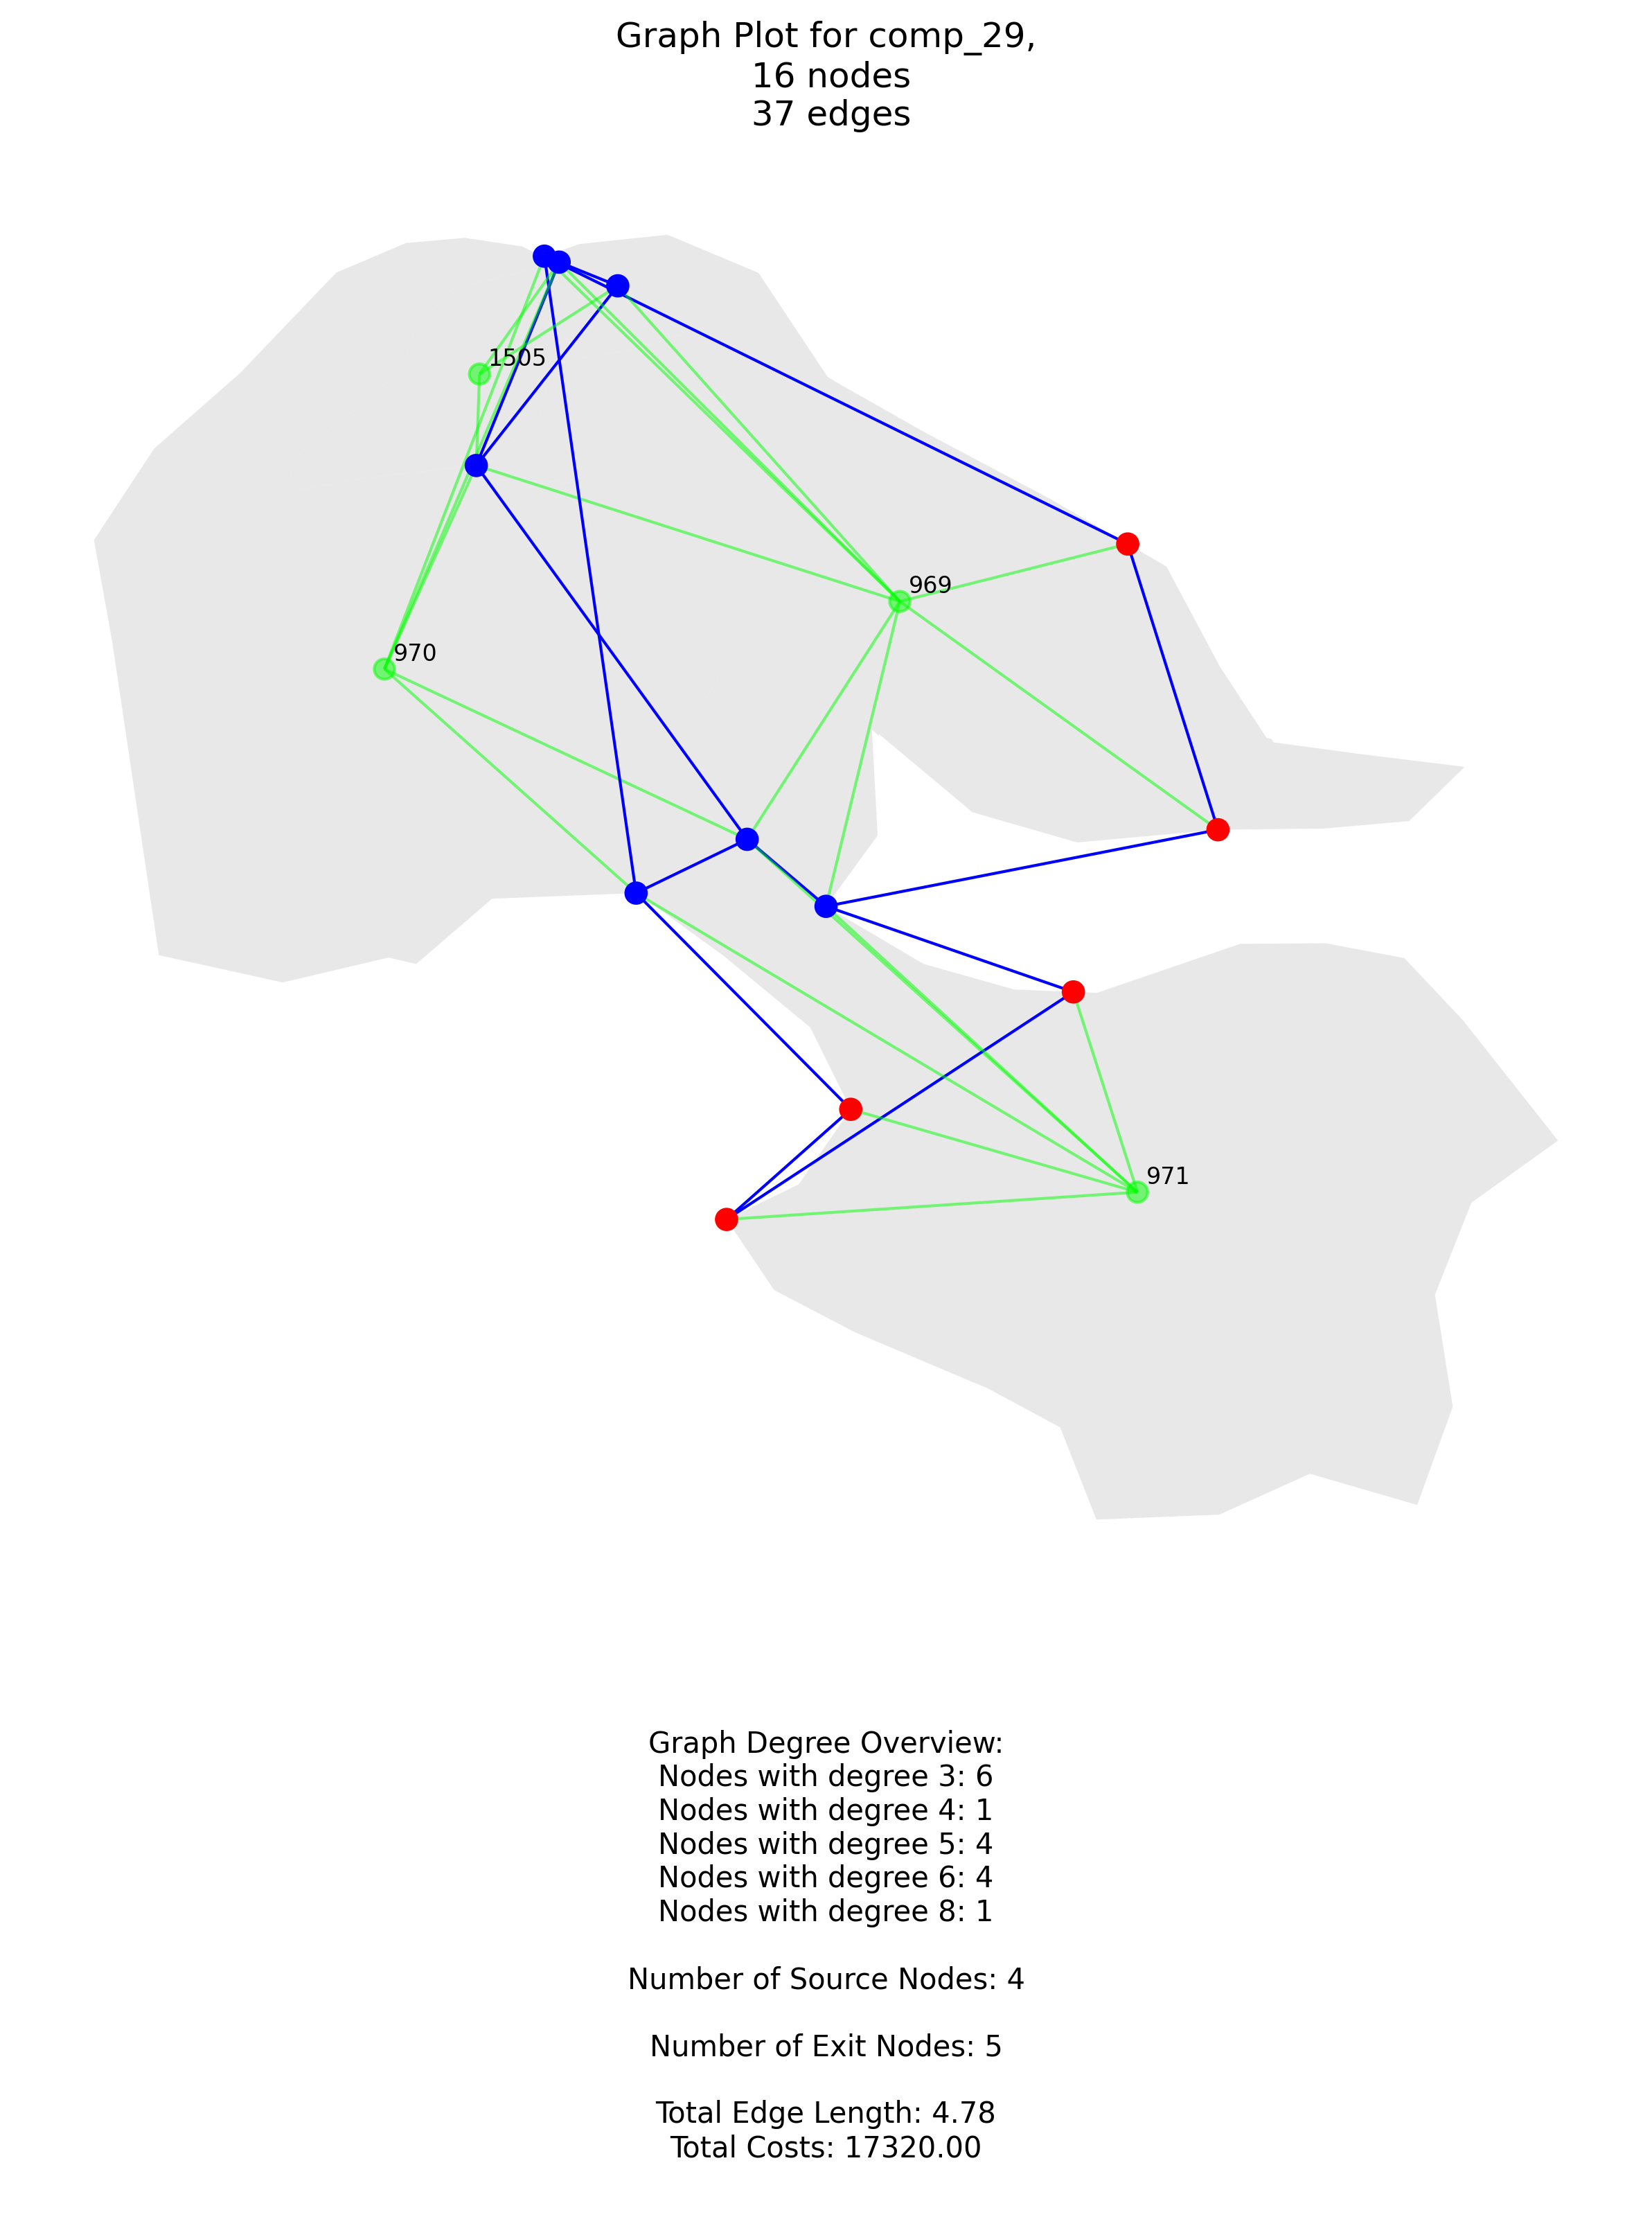 Graph Plot for comp_29,
16 nodes
37 edges
1505
969
970
971
Graph Degree Overview:
Nodes with degree 3: 6
Nodes with degree 4: 1
Nodes with degree 5: 4
Nodes with degree 6: 4
Nodes with degree 8: 1
Number of Source Nodes: 4
Number of Exit Nodes: 5
Total Edge Length: 4.78
Total Costs: 17320.00